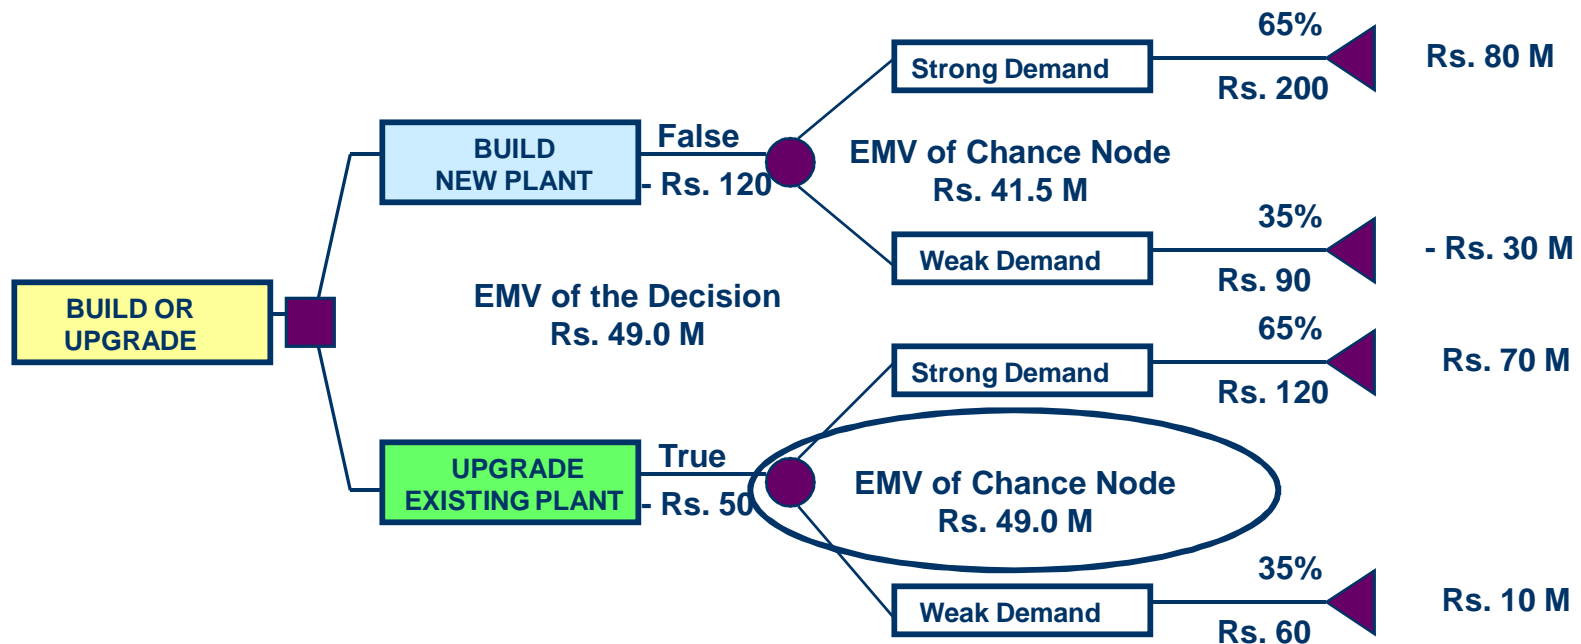 65%
Rs. 80 M
Strong Demand
Rs. 200
False
BUILD
NEW PLANT
- Rs. 120
EMV of Chance Node
Rs. 41.5 M
35%
- Rs. 30 M
Weak Demand
Rs. 90
BUILD OR
UPGRADE
EMV of the Decision
Rs. 49.0 M
65%
Rs. 70 M
Strong Demand
Rs. 120
True
UPGRADE
EXISTING PLANT
- Rs. 50
EMV of Chance Node
Rs. 49.0 M
35%
Rs. 10 M
Weak Demand
Rs. 60